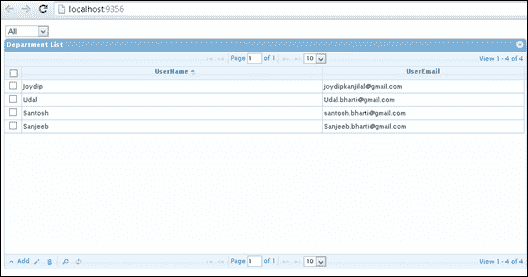 localhost:9356
All
Department List
Page 1 of 1 10 View 1 - 4 of 4
UserName UserEmail
Joydip joydipkanjilal@gmail.com
Udal Udal.bharti@gmail.com
Santosh santosh.bharti@gmail.com
Sanjeeb Sanjeeb.bharti@gmail.com
Add Page 1 of 1 10 View 1 - 4 of 4